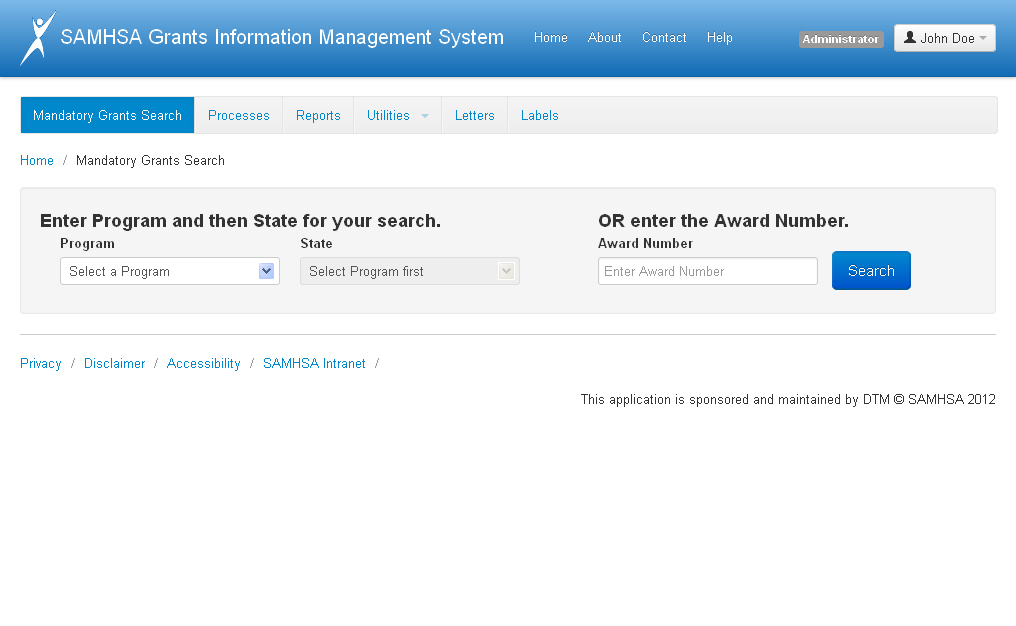 SAMHSA Grants Information Management System Home About Contact Help Administrator John Doe
Mandatory Grants Search Processes Reports Utilities Letters Labels
Home / Mandatory Grants Search
Enter Program and then State for your search. OR enter the Award Number.
Program State Award Number
Select a Program Select Program first Enter Award Number Search
Privacy / Disclaimer / Accessibility / SAMHSA Intranet /
This application is sponsored and maintained by DTM © SAMHSA 2012